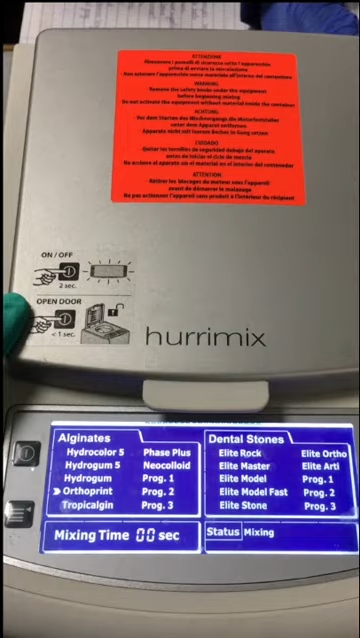 ATTENZIONE
Rimuovere i pomelli di sicurezza sotto l'apparecchio
prima di avviare la miscelazione
Non azionare l'apparecchio senza materiale all'interno del contenitore
WARNING
Remove the safety knobs under the equipment
before beginning mixing
Do not activate the equipment without material inside the container
ACHTUNG
Vor dem Starten des Mischvorgangs die Motorfeststeller
unter dem Apparat entfernen
Apparate nicht mit leerem Becher in Gang setzen
CUIDADO
Quitar los tornillos de seguridad debajo del aparato
antes de iniciar el ciclo de mezcla
No accione el aparato sin el material en el interior del contenedor
ATTENTION
Retirer les blocages du moteur sous l'appareil
avant de démarrer le malaxage
Ne pas actionner l'appareil sans produit à l'intérieur du récipient
ON / OFF
2 sec.
OPEN DOOR
< 1 sec.
hurrimix
Alginates
Hydrocolor 5 Phase Plus
Hydrogum 5 Neocolloid
Hydrogum Prog. 1
Orthoprint Prog. 2
Tropicalgin Prog. 3
Dental Stones
Elite Rock Elite Ortho
Elite Master Elite Arti
Elite Model Prog. 1
Elite Model Fast Prog. 2
Elite Stone Prog. 3
Mixing Time 00 sec
Status Mixing